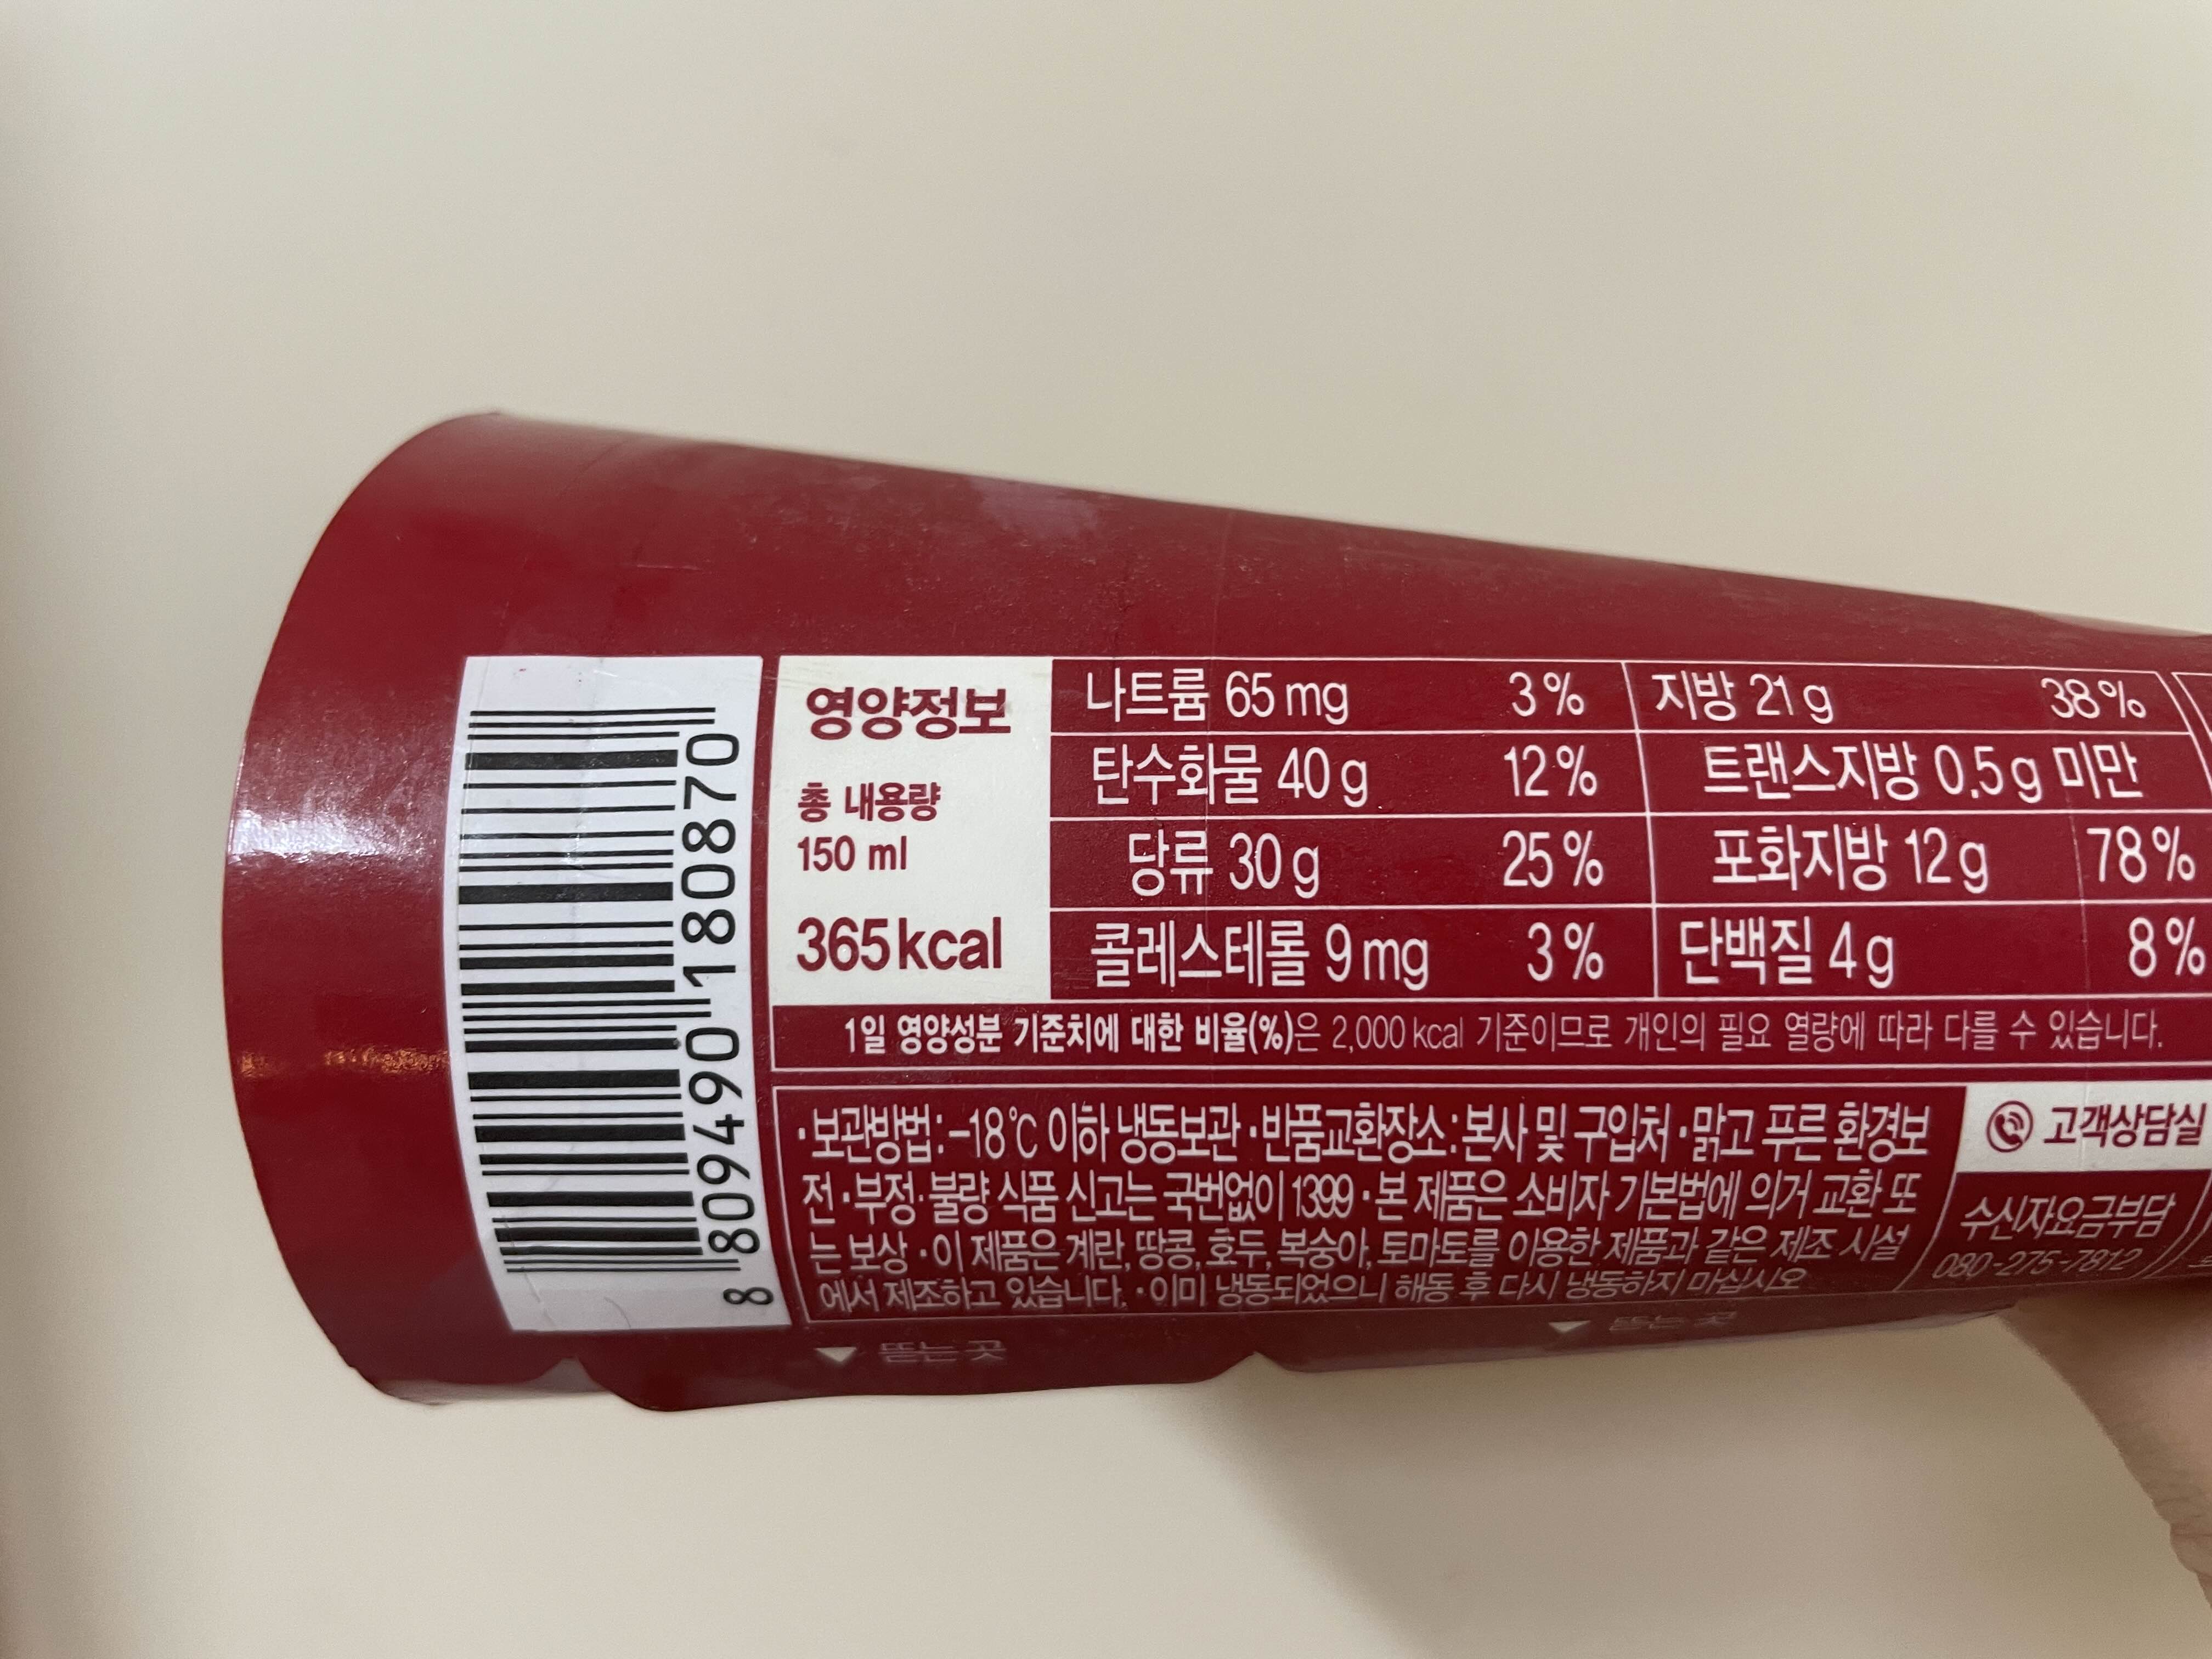 영양정보
총 내용량
150 ml
365 kcal
나트륨 65 mg 3 % 지방 21 g 38 %
탄수화물 40 g 12 % 트랜스지방 0.5 g 미만
당류 30 g 25 % 포화지방 12 g 78 %
콜레스테롤 9 mg 3 % 단백질 4 g 8 %
1일 영양성분 기준치에 대한 비율(%)은 2,000 kcal 기준이므로 개인의 필요 열량에 따라 다를 수 있습니다.
·보관방법:-18℃ 이하 냉동보관 ·반품교환장소:본사 및 구입처 ·맑고 푸른 환경보
전 ·부정·불량 식품 신고는 국번없이 1399 ·본 제품은 소비자 기본법에 의거 교환 또
는 보상 ·이 제품은 계란, 땅콩, 호두, 복숭아, 토마토를 이용한 제품과 같은 제조 시설
에서 제조하고 있습니다. ·이미 냉동되었으니 해동 후 다시 냉동하지 마십시오
고객상담실
수신자요금부담
080-275-7812
뜯는 곳
뜯는 곳
8 809490 180870